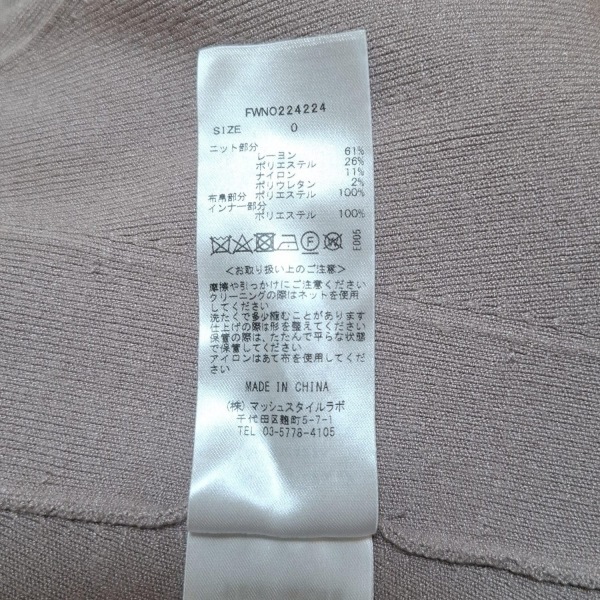 FWNO224224
SIZE 0
ニット部分
レーヨン 61%
ポリエステル 26%
ナイロン 11%
ポリウレタン 2%
布帛部分 ポリエステル 100%
インナー部分
ポリエステル 100%
F W
E005
<お取り扱い上のご注意>
摩擦や引っかけにご注意ください
クリーニングの際はネットを使用
してください
洗たくで多少縮むことがあります
仕上げの際は形を整えてください
保管の際は、たたんで平らな状態
で保管してください
アイロンはあて布を使用してくだ
さい
MADE IN CHINA
(株)マッシュスタイルラボ
千代田区麹町5-7-1
TEL 03-5778-4105